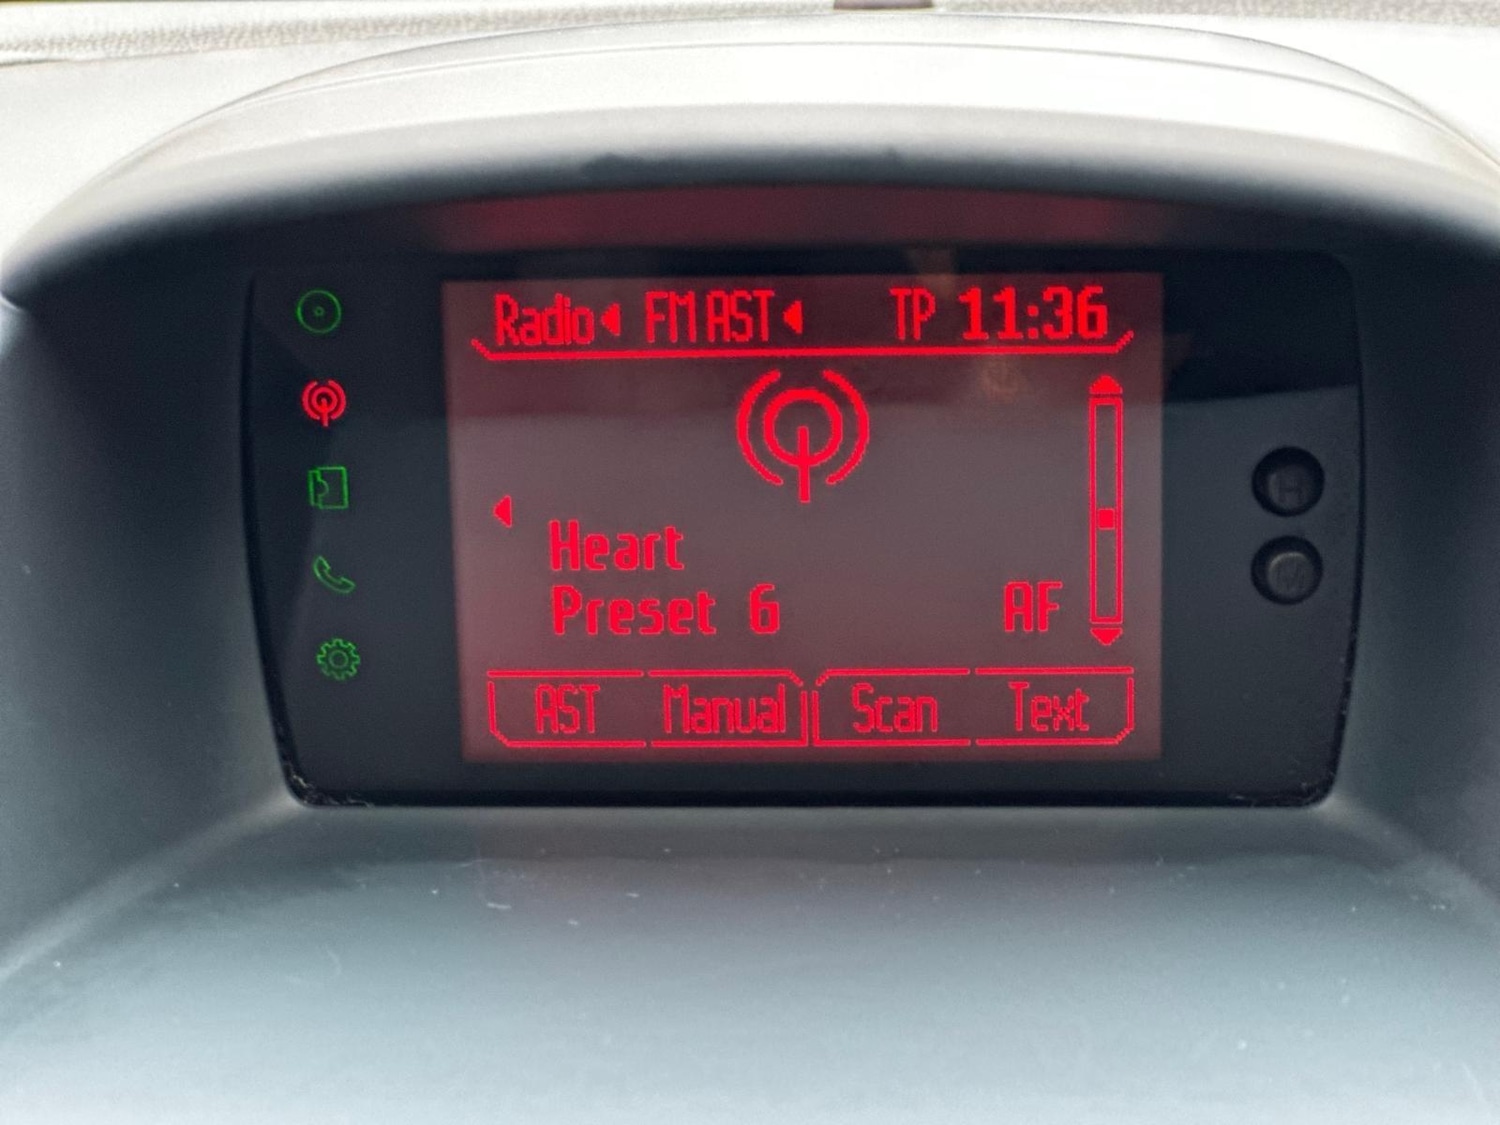 Radio FM AST TP 11:36
Heart
Preset 6 AF
AST Manual Scan Text
H
M